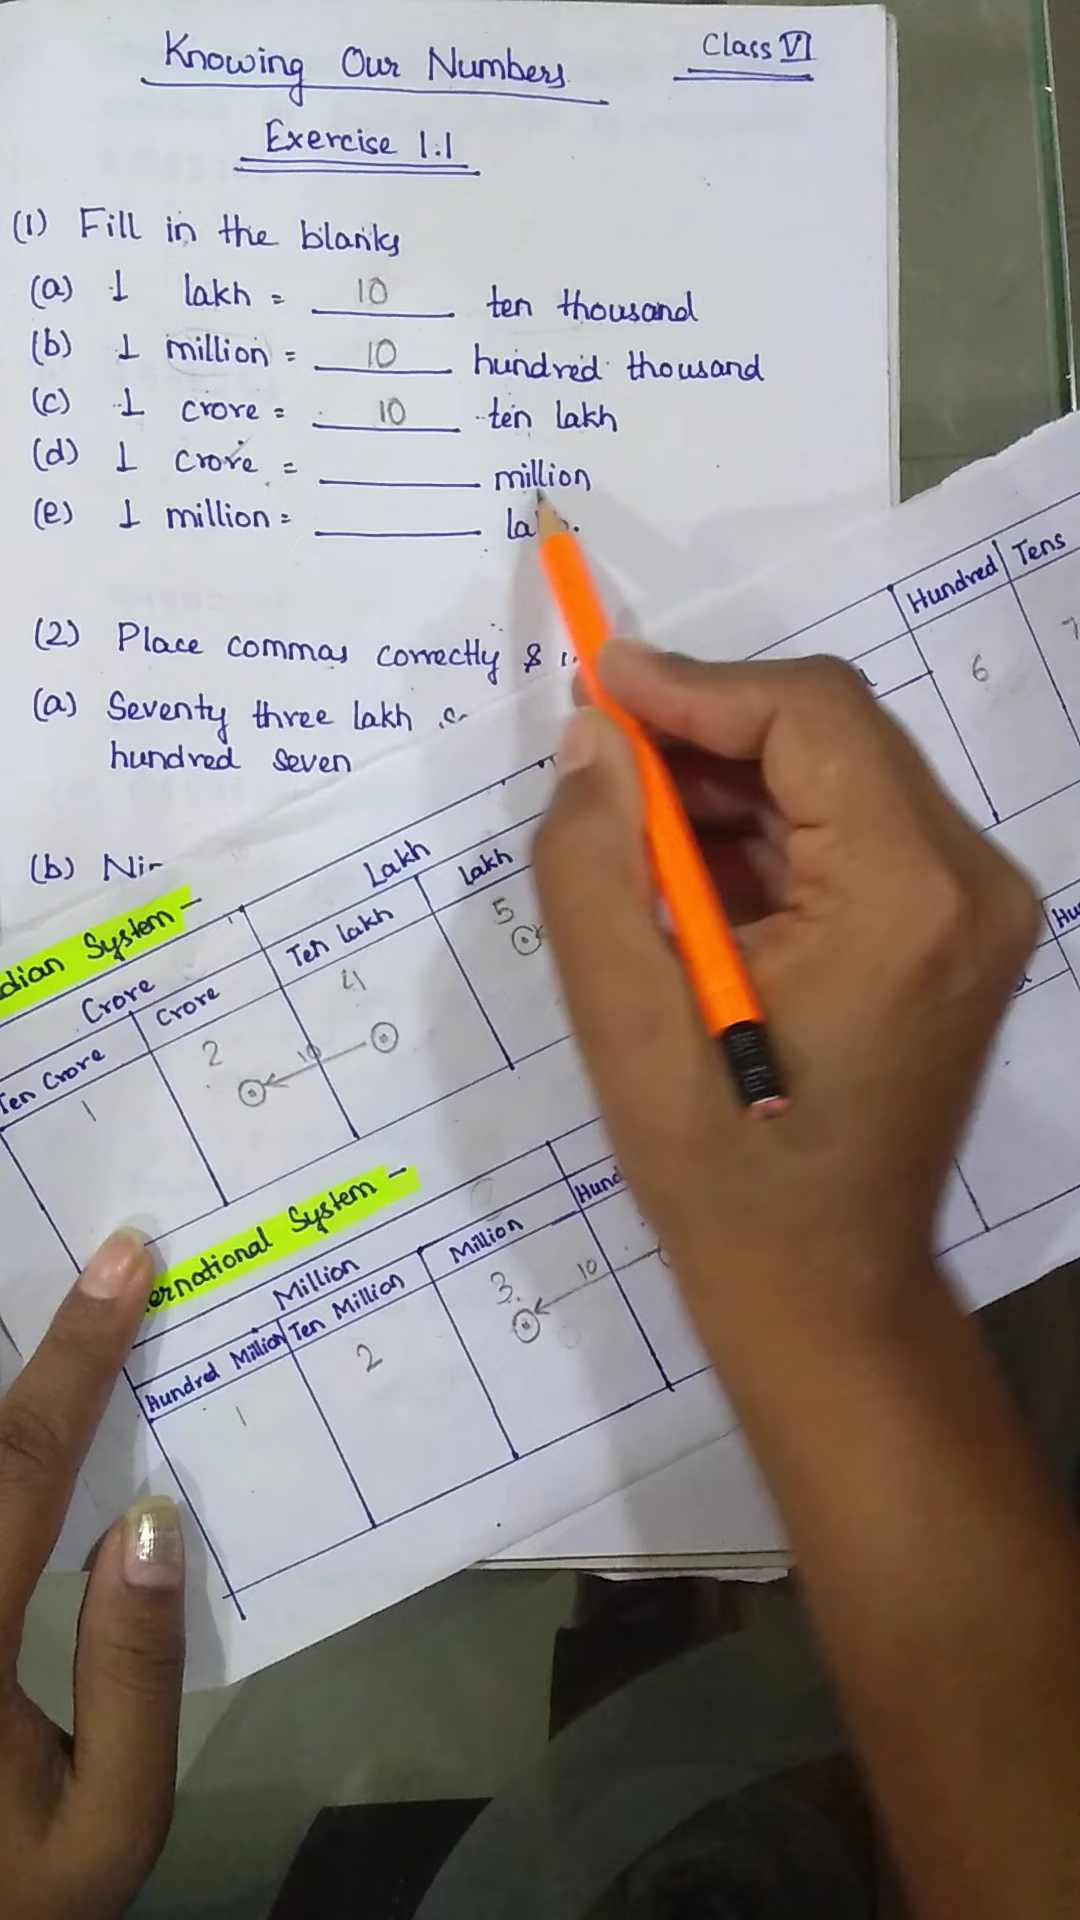 Knowing Our Numbers
Class VI
Exercise 1.1
(1) Fill in the blanks
(a) 1 lakh = 10 ten thousand
(b) 1 million = 10 hundred thousand
(c) 1 crore = 10 ten lakh
(d) 1 crore = ______ million
(e) 1 million = ______
(2) Place commas correctly &
(a) Seventy three lakh
hundred seven
(b)
Hundred Tens
6 7
System -
Crore Lakh
Ten Crore Crore Ten Lakh Lakh
1 2 4 5
10
System -
Million
Hundred Million Ten Million Million
1 2 3
10